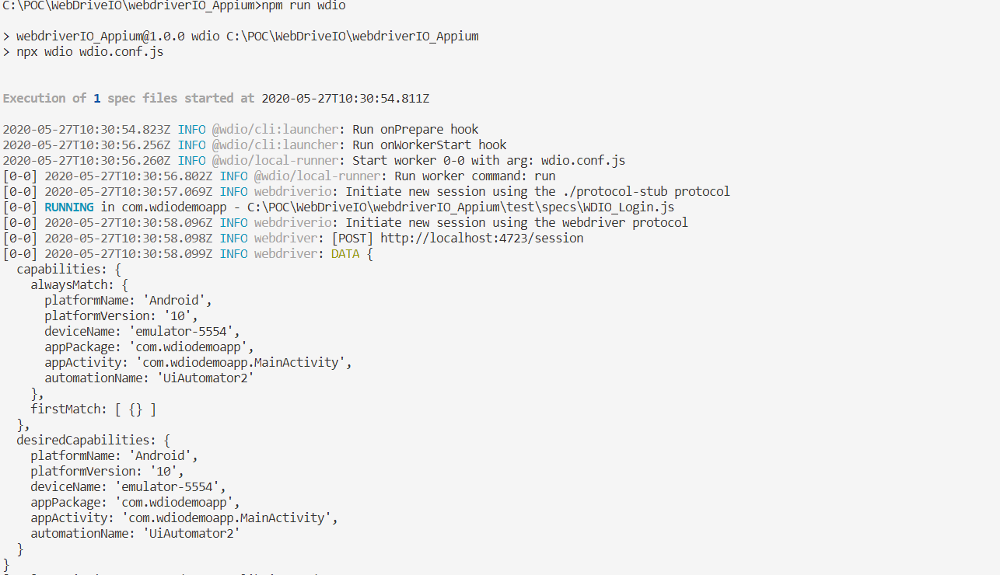 C:\POC\WebDriveIO\webdriverIO_Appium>npm run wdio
> webdriverIO_Appium@1.0.0 wdio C:\POC\WebDriveIO\webdriverIO_Appium
> npx wdio wdio.conf.js
Execution of 1 spec files started at 2020-05-27T10:30:54.811Z
2020-05-27T10:30:54.823Z INFO @wdio/cli:launcher: Run onPrepare hook
2020-05-27T10:30:56.256Z INFO @wdio/cli:launcher: Run onWorkerStart hook
2020-05-27T10:30:56.260Z INFO @wdio/local-runner: Start worker 0-0 with arg: wdio.conf.js
[0-0] 2020-05-27T10:30:56.802Z INFO @wdio/local-runner: Run worker command: run
[0-0] 2020-05-27T10:30:57.069Z INFO webdriverio: Initiate new session using the ./protocol-stub protocol
[0-0] RUNNING in com.wdiodemoapp - C:\POC\WebDriveIO\webdriverIO_Appium\test\specs\WDIO_Login.js
[0-0] 2020-05-27T10:30:58.096Z INFO webdriverio: Initiate new session using the webdriver protocol
[0-0] 2020-05-27T10:30:58.098Z INFO webdriver: [POST] http://localhost:4723/session
[0-0] 2020-05-27T10:30:58.099Z INFO webdriver: DATA {
capabilities: {
alwaysMatch: {
platformName: 'Android',
platformVersion: '10',
deviceName: 'emulator-5554',
appPackage: 'com.wdiodemoapp',
appActivity: 'com.wdiodemoapp.MainActivity',
automationName: 'UiAutomator2'
},
firstMatch: [ {} ]
},
desiredCapabilities: {
platformName: 'Android',
platformVersion: '10',
deviceName: 'emulator-5554',
appPackage: 'com.wdiodemoapp',
appActivity: 'com.wdiodemoapp.MainActivity',
automationName: 'UiAutomator2'
}
}